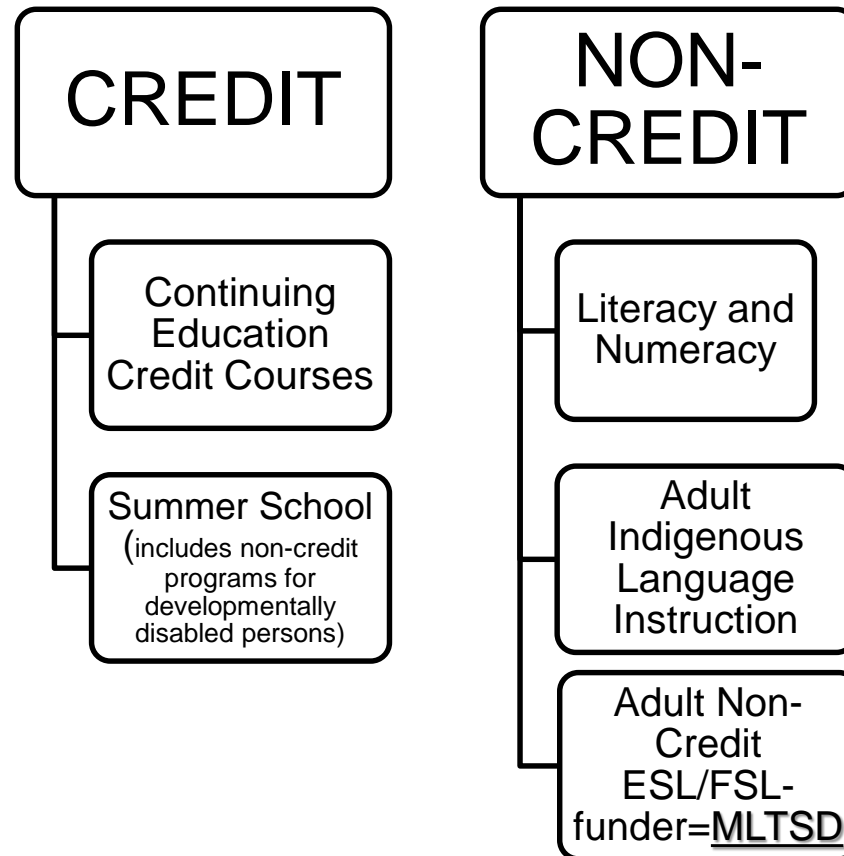 CREDIT
Continuing
Education
Credit Courses
Summer School
(includes non-credit
programs for
developmentally
disabled persons)
NON-
CREDIT
Literacy and
Numeracy
Adult
Indigenous
Language
Instruction
Adult Non-
Credit
ESL/FSL-
funder=MLTSD